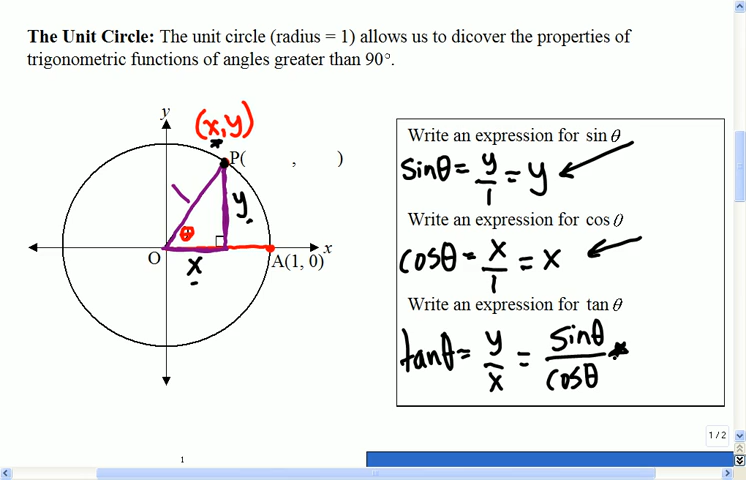 The Unit Circle: The unit circle (radius = 1) allows us to dicover the properties of
trigonometric functions of angles greater than 90°.
y
(x,y)
P( , )
1
y
θ
O
x
x
A(1, 0)
Write an expression for sin θ
sinθ = y/1 = y
Write an expression for cos θ
cosθ = x/1 = x
Write an expression for tan θ
tanθ = y/x = sinθ/cosθ *
1 / 2
1